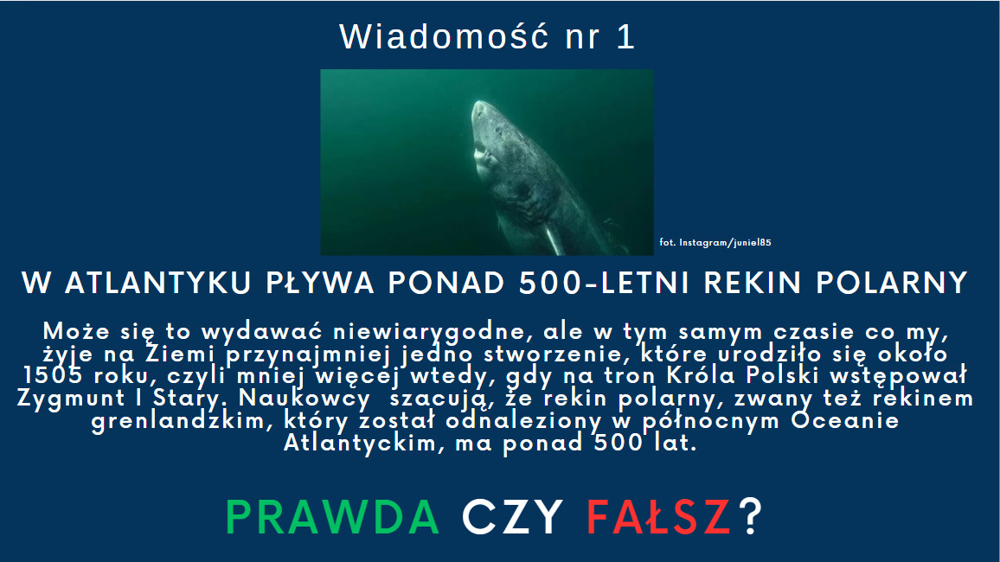 Wiadomość nr 1
fot. Instagram/juniel85
W ATLANTYKU PŁYWA PONAD 500-LETNI REKIN POLARNY
Może się to wydawać niewiarygodne, ale w tym samym czasie co my,
żyje na Ziemi przynajmniej jedno stworzenie, które urodziło się około
1505 roku, czyli mniej więcej wtedy, gdy na tron Króla Polski wstępował
Zygmunt I Stary. Naukowcy szacują, że rekin polarny, zwany też rekinem
grenlandzkim, który został odnaleziony w północnym Oceanie
Atlantyckim, ma ponad 500 lat.
PRAWDA CZY FAŁSZ?